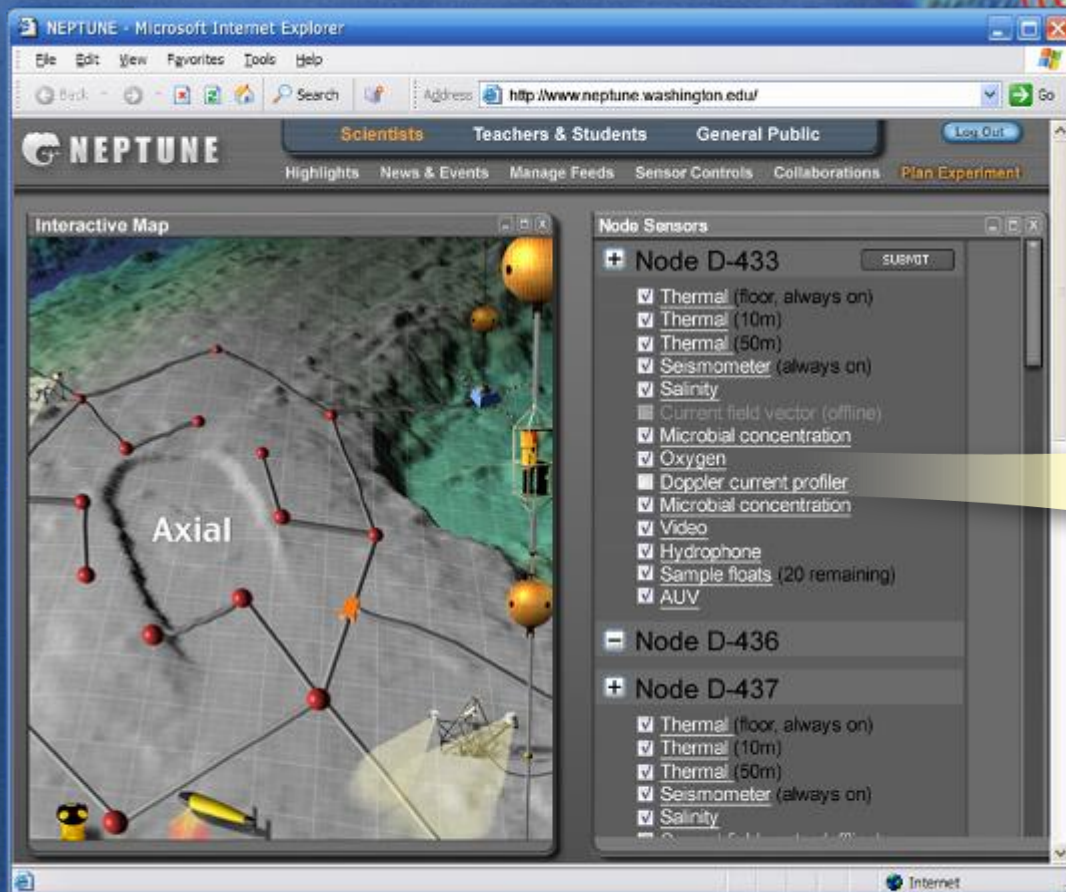 NEPTUNE - Microsoft Internet Explorer
File Edit View Favorites Tools Help
Back Search Address http://www.neptune.washington.edu/ Go
NEPTUNE
Scientists Teachers & Students General Public Log Out
Highlights News & Events Manage Feeds Sensor Controls Collaborations Plan Experiment
Interactive Map
Axial
Node Sensors
Node D-433 SUBMIT
Thermal (floor, always on)
Thermal (10m)
Thermal (50m)
Seismometer (always on)
Salinity
Current field vector (offline)
Microbial concentration
Oxygen
Doppler current profiler
Microbial concentration
Video
Hydrophone
Sample floats (20 remaining)
AUV
Node D-436
Node D-437
Thermal (floor, always on)
Thermal (10m)
Thermal (50m)
Seismometer (always on)
Salinity
Internet